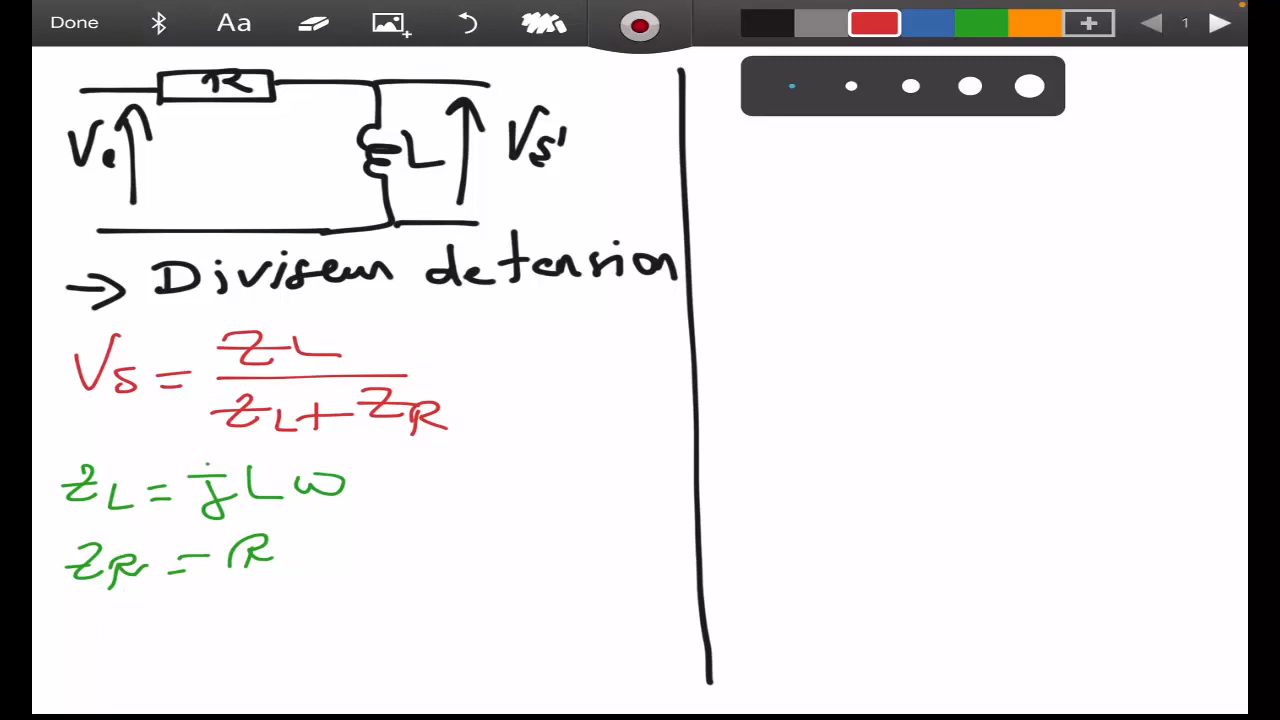 Done
Aa
1
R
Ve
L
Vs'
→ Diviseur de tension
Vs = ZL / ZL + ZR
ZL = jLω
ZR = R